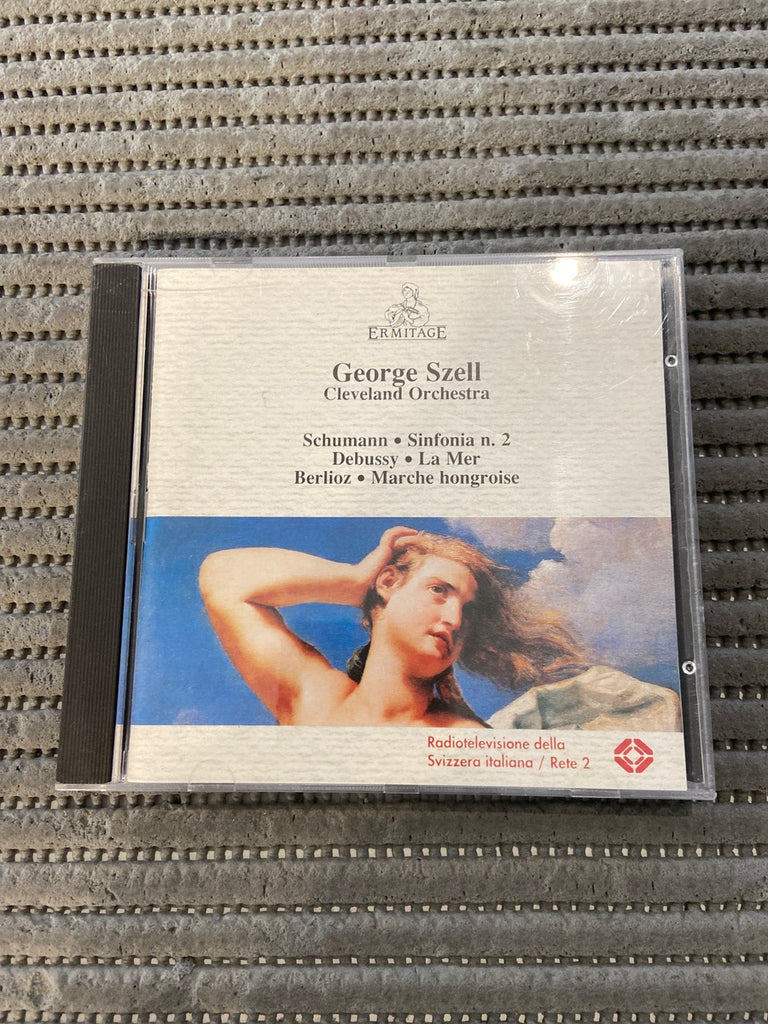 ERMITAGE
George Szell
Cleveland Orchestra
Schumann • Sinfonia n. 2
Debussy • La Mer
Berlioz • Marche hongroise
Radiotelevisione della
Svizzera italiana / Rete 2